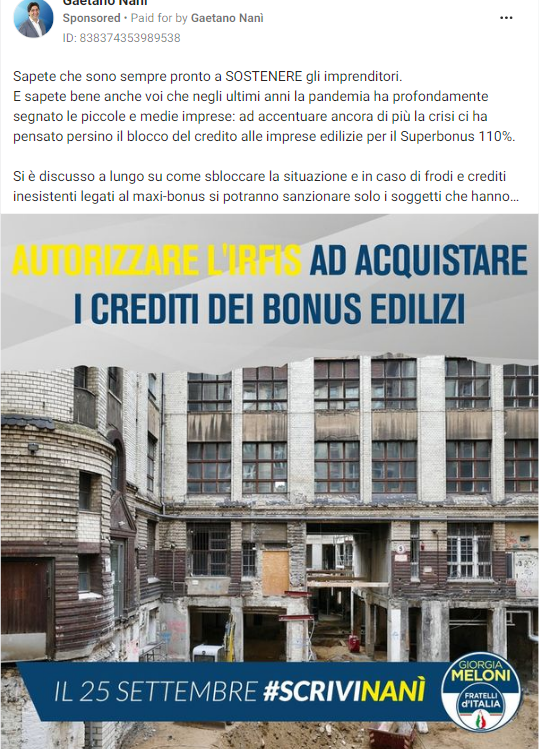 Gaetano Nanì
Sponsored • Paid for by Gaetano Nanì
ID: 838374353989538
Sapete che sono sempre pronto a SOSTENERE gli imprenditori.
E sapete bene anche voi che negli ultimi anni la pandemia ha profondamente
segnato le piccole e medie imprese: ad accentuare ancora di più la crisi ci ha
pensato persino il blocco del credito alle imprese edilizie per il Superbonus 110%.
Si è discusso a lungo su come sbloccare la situazione e in caso di frodi e crediti
inesistenti legati al maxi-bonus si potranno sanzionare solo i soggetti che hanno...
AUTORIZZARE L'IRFIS AD ACQUISTARE
I CREDITI DEI BONUS EDILIZI
IL 25 SETTEMBRE #SCRIVINANÌ
GIORGIA
MELONI
FRATELLI
d'ITALIA